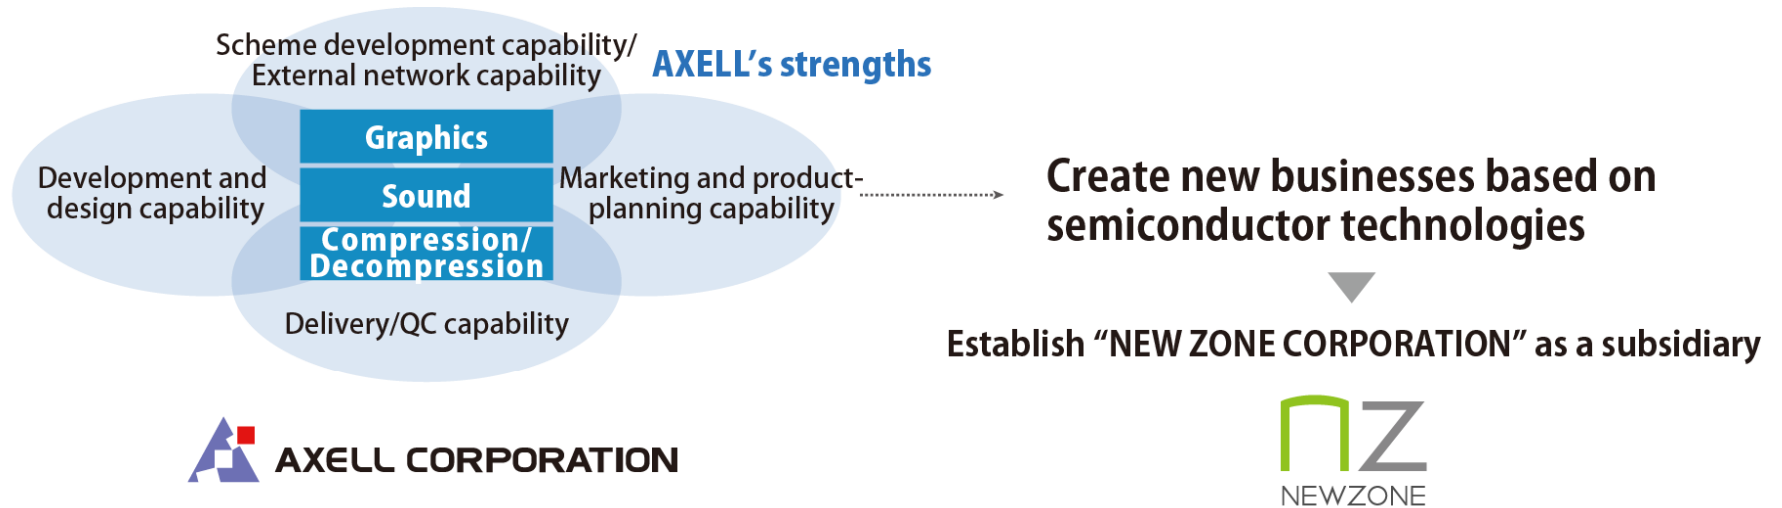 Scheme development capability/
External network capability
AXELL’s strengths
Graphics
Sound
Compression/
Decompression
Development and
design capability
Marketing and product-
planning capability
Delivery/QC capability
AXELL CORPORATION
Create new businesses based on
semiconductor technologies
Establish “NEW ZONE CORPORATION” as a subsidiary
nz
NEWZONE